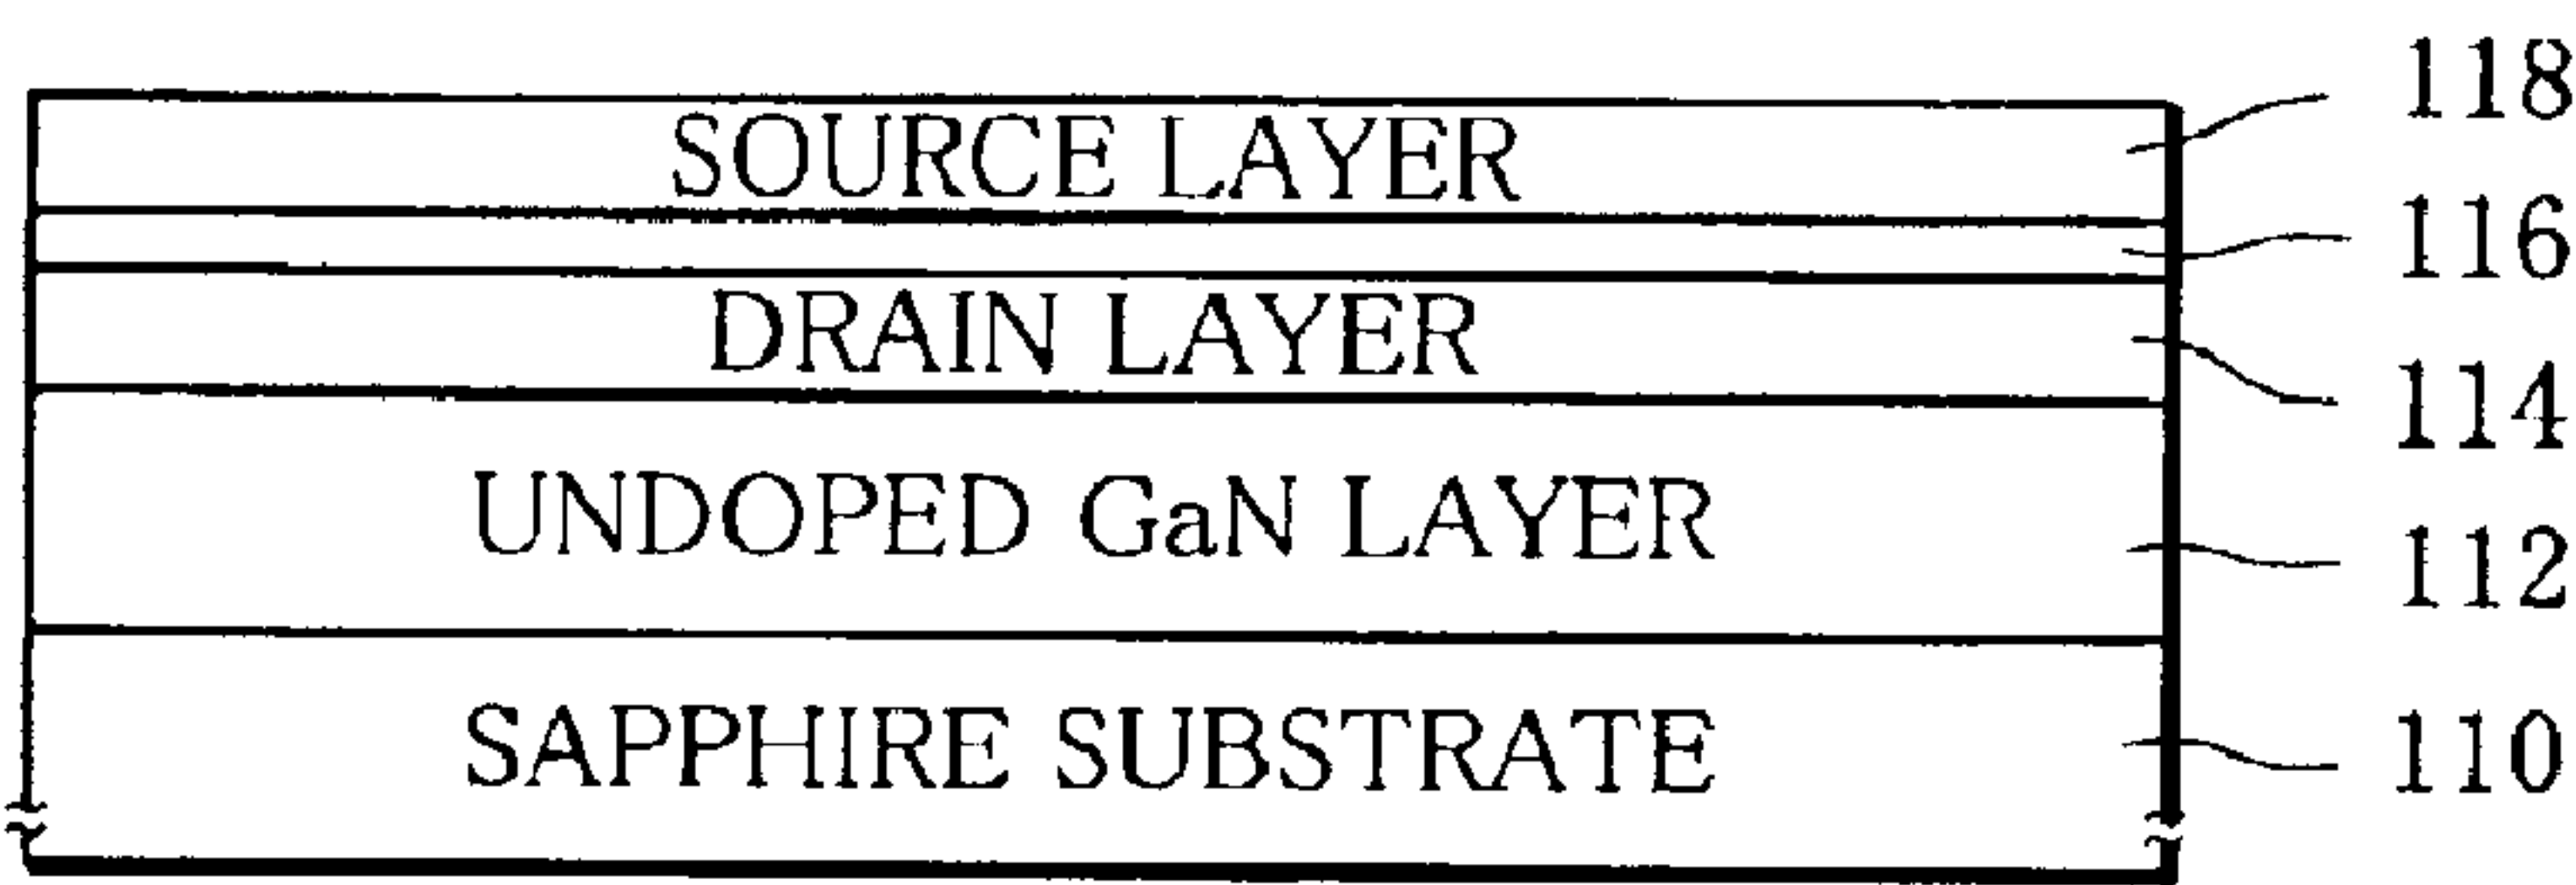 118
SOURCE LAYER
116
DRAIN LAYER
114
UNDOPED GaN LAYER
112
SAPPHIRE SUBSTRATE
110